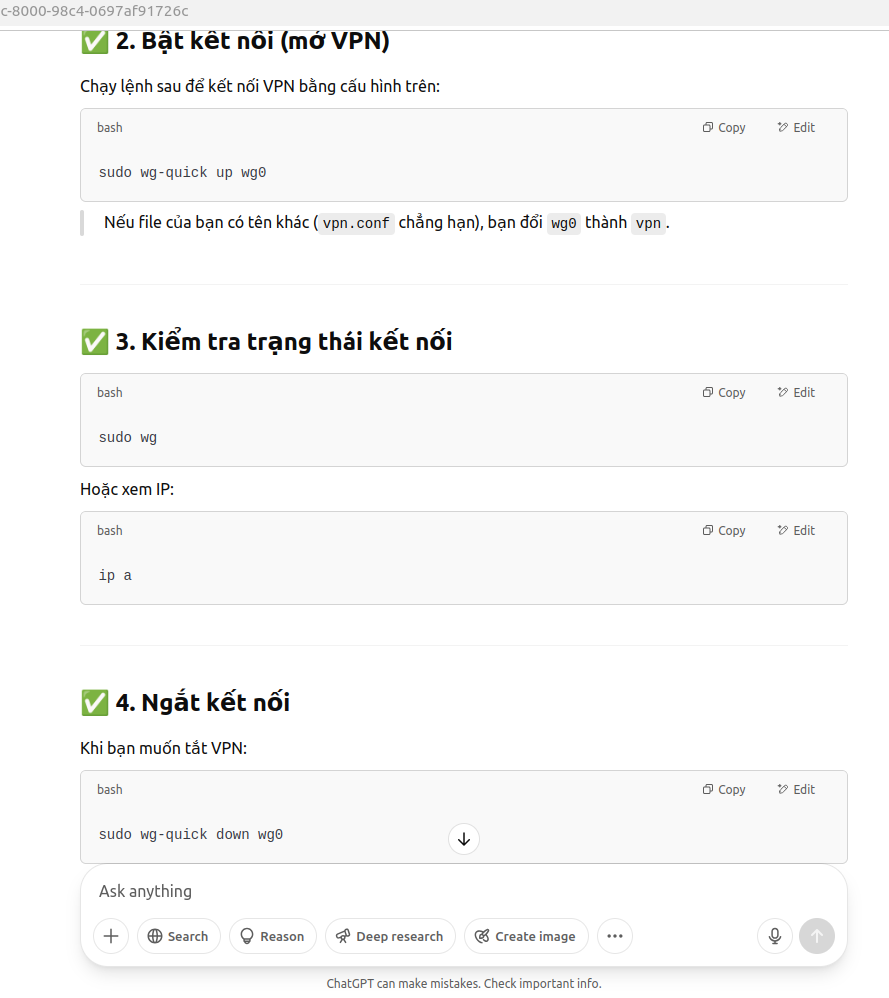 c-8000-98c4-0697af91726c
✅ 2. Bật kết nối (mở VPN)
Chạy lệnh sau để kết nối VPN bằng cấu hình trên:
bash
Copy
Edit
sudo wg-quick up wg0
Nếu file của bạn có tên khác (vpn.conf chẳng hạn), bạn đổi wg0 thành vpn.
✅ 3. Kiểm tra trạng thái kết nối
bash
Copy
Edit
sudo wg
Hoặc xem IP:
bash
Copy
Edit
ip a
✅ 4. Ngắt kết nối
Khi bạn muốn tắt VPN:
bash
Copy
Edit
sudo wg-quick down wg0
Ask anything
Search
Reason
Deep research
Create image
ChatGPT can make mistakes. Check important info.